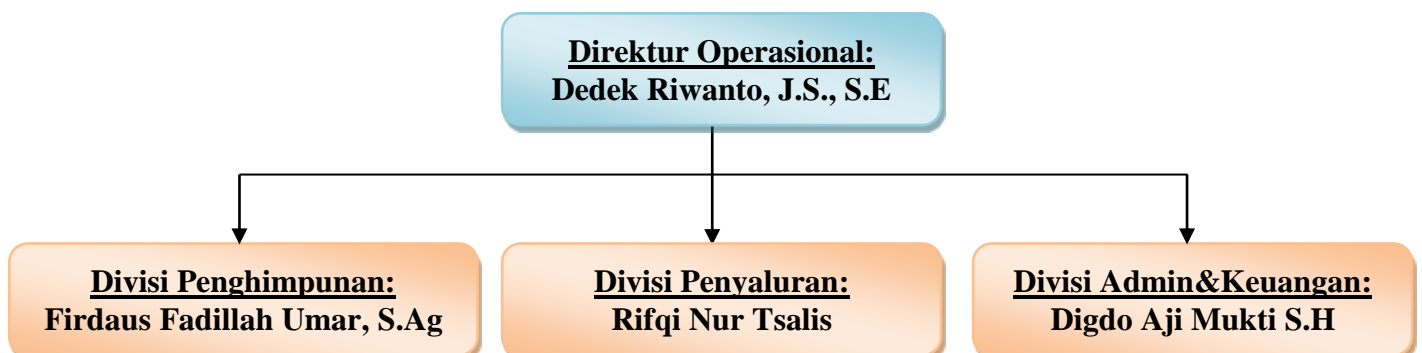 Direktur Operasional:
Dedek Riwanto, J.S., S.E
Divisi Penghimpunan:
Firdaus Fadillah Umar, S.Ag
Divisi Penyaluran:
Rifqi Nur Tsalis
Divisi Admin&Keuangan:
Digdo Aji Mukti S.H